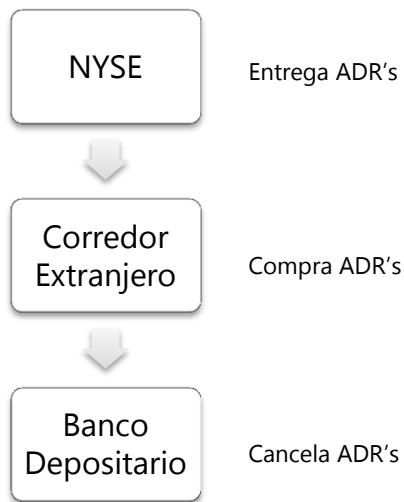 NYSE
Entrega ADR’s
Corredor
Extranjero
Compra ADR’s
Banco
Depositario
Cancela ADR’s